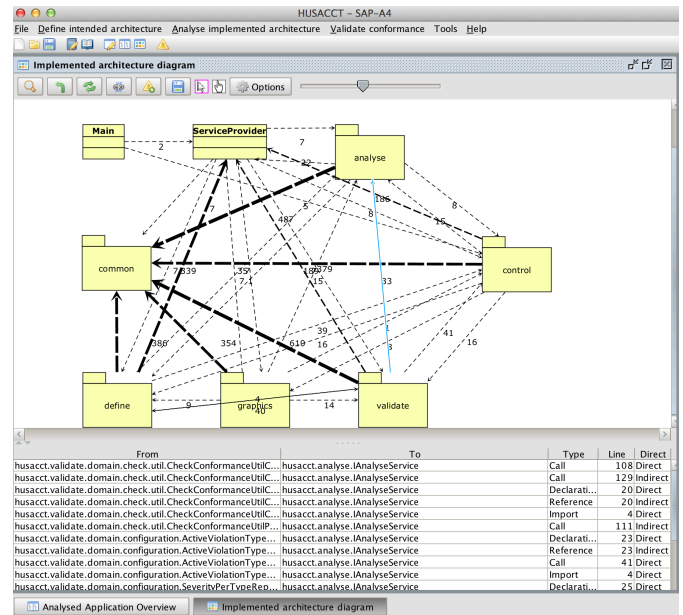 HUSACCT – SAP-A4
File Define intended architecture Analyse implemented architecture Validate conformance Tools Help
Implemented architecture diagram
Options
Main
ServiceProvider
analyse
2
7
22
7
5
487
186
8
8
15
common
control
339
35
379
15
33
7.1
39
16
386
354
610
41
16
define
graphics
validate
9
4
40
14
From To Type Line Direct
husacct.validate.domain.check.util.CheckConformanceUtilC... husacct.analyse.IAnalyseService Call 108 Direct
husacct.validate.domain.check.util.CheckConformanceUtilC... husacct.analyse.IAnalyseService Call 129 Indirect
husacct.validate.domain.check.util.CheckConformanceUtilC... husacct.analyse.IAnalyseService Declarati... 20 Direct
husacct.validate.domain.check.util.CheckConformanceUtilC... husacct.analyse.IAnalyseService Reference 20 Indirect
husacct.validate.domain.check.util.CheckConformanceUtilC... husacct.analyse.IAnalyseService Import 4 Direct
husacct.validate.domain.check.util.CheckConformanceUtilP... husacct.analyse.IAnalyseService Call 111 Indirect
husacct.validate.domain.configuration.ActiveViolationType... husacct.analyse.IAnalyseService Declarati... 23 Direct
husacct.validate.domain.configuration.ActiveViolationType... husacct.analyse.IAnalyseService Reference 23 Indirect
husacct.validate.domain.configuration.ActiveViolationType... husacct.analyse.IAnalyseService Call 41 Direct
husacct.validate.domain.configuration.ActiveViolationType... husacct.analyse.IAnalyseService Import 4 Direct
husacct.validate.domain.configuration.SeverityPerTypeRep... husacct.analyse.IAnalyseService Declarati... 25 Direct
Analysed Application Overview Implemented architecture diagram